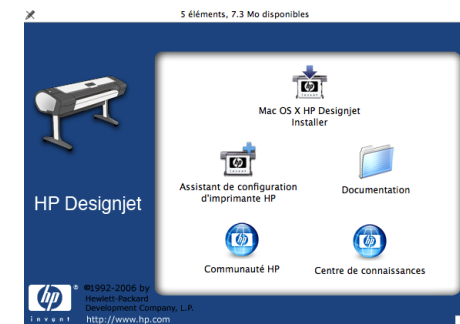 5 éléments, 7.3 Mo disponibles
Mac OS X HP Designjet
Installer
Assistant de configuration
d'imprimante HP
Documentation
HP Designjet
Communauté HP
Centre de connaissances
hp
®
invent
©1992-2006 by
Hewlett-Packard
Development Company, L.P.
http://www.hp.com